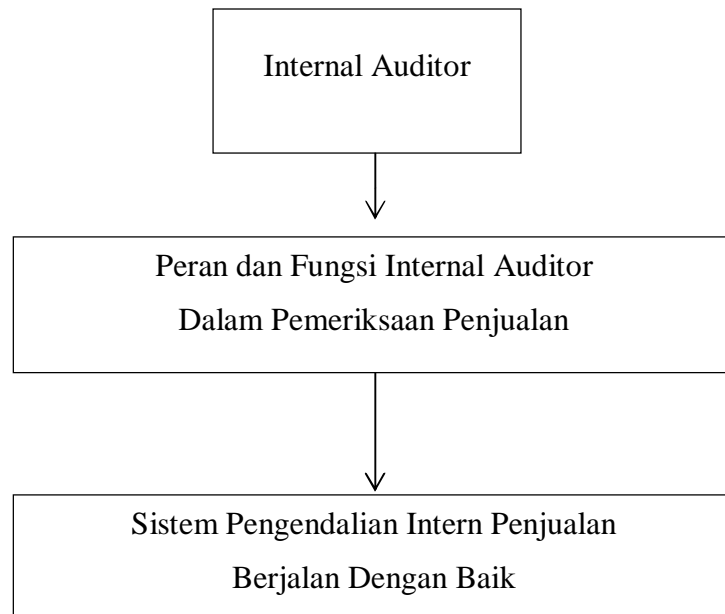 Internal Auditor
Peran dan Fungsi Internal Auditor
Dalam Pemeriksaan Penjualan
Sistem Pengendalian Intern Penjualan
Berjalan Dengan Baik